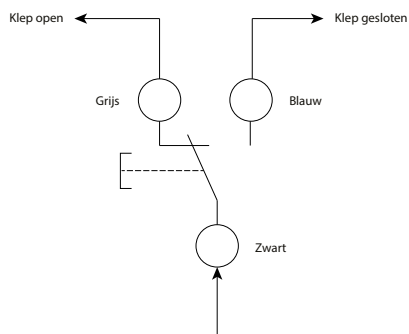 Klep open
Klep gesloten
Grijs
Blauw
Zwart